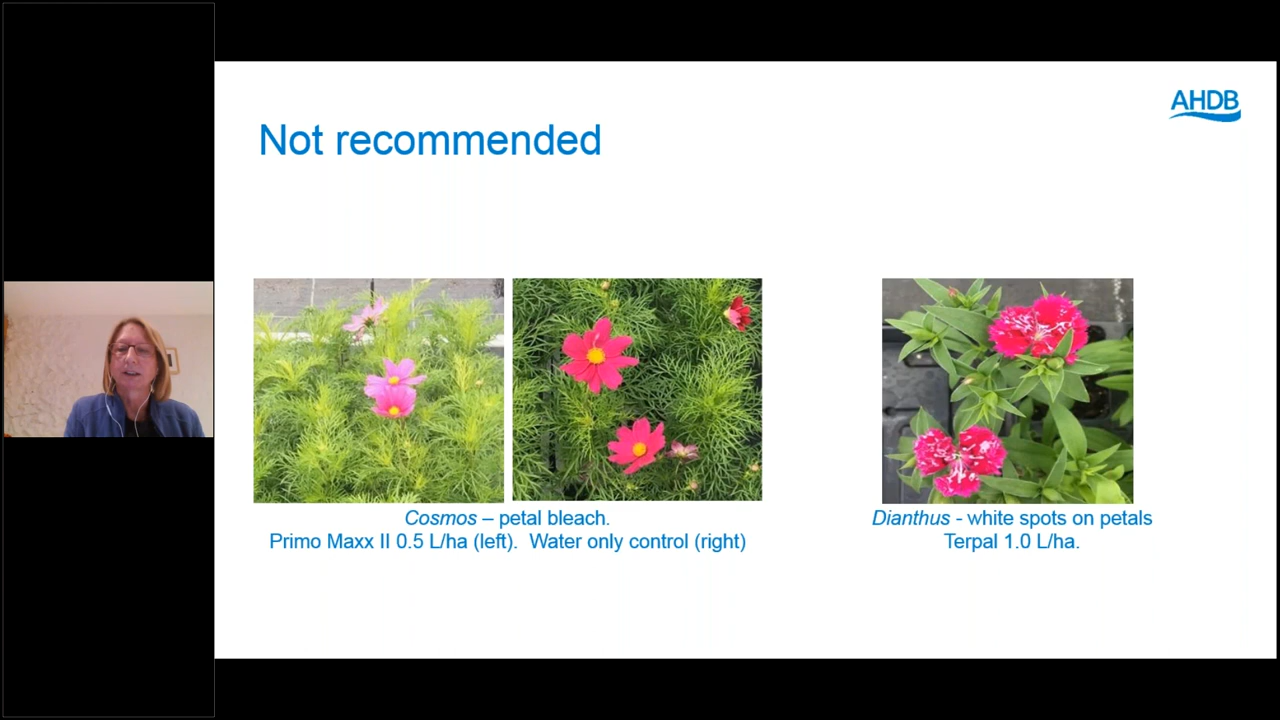 AHDB
Not recommended
Cosmos – petal bleach.
Primo Maxx II 0.5 L/ha (left). Water only control (right)
Dianthus - white spots on petals
Terpal 1.0 L/ha.